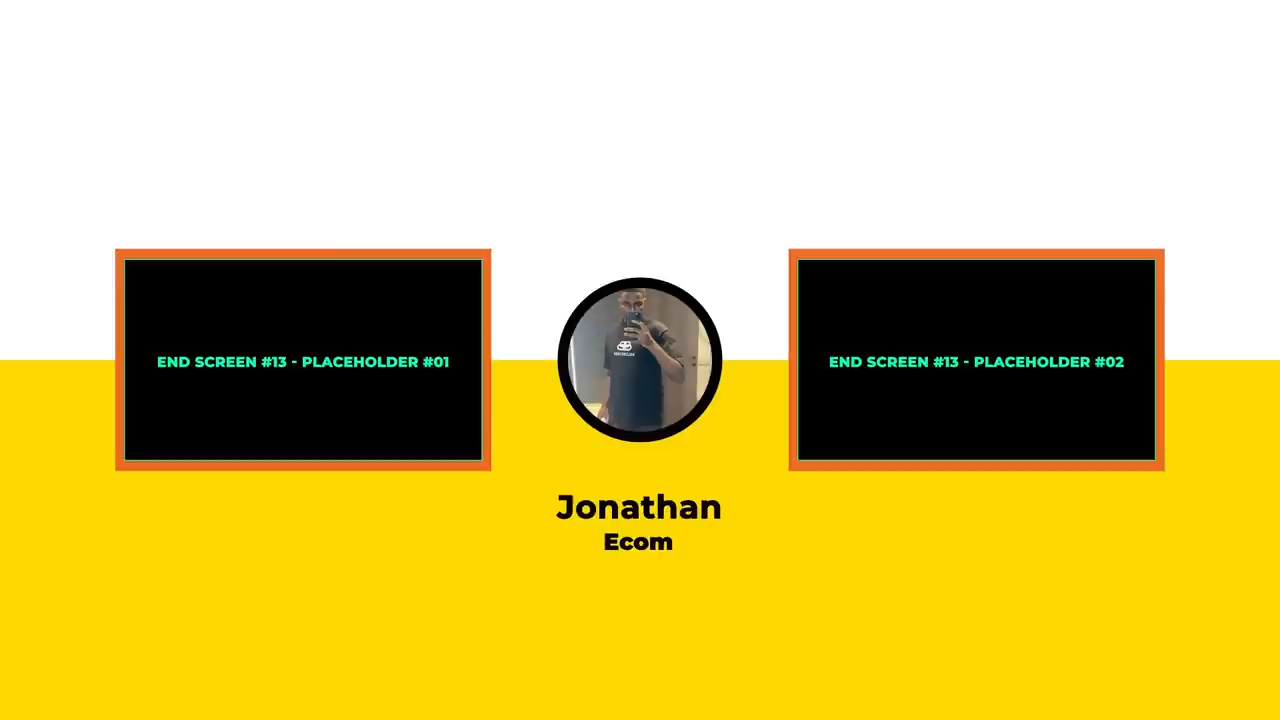 END SCREEN #13 - PLACEHOLDER #01
END SCREEN #13 - PLACEHOLDER #02
Jonathan
Ecom